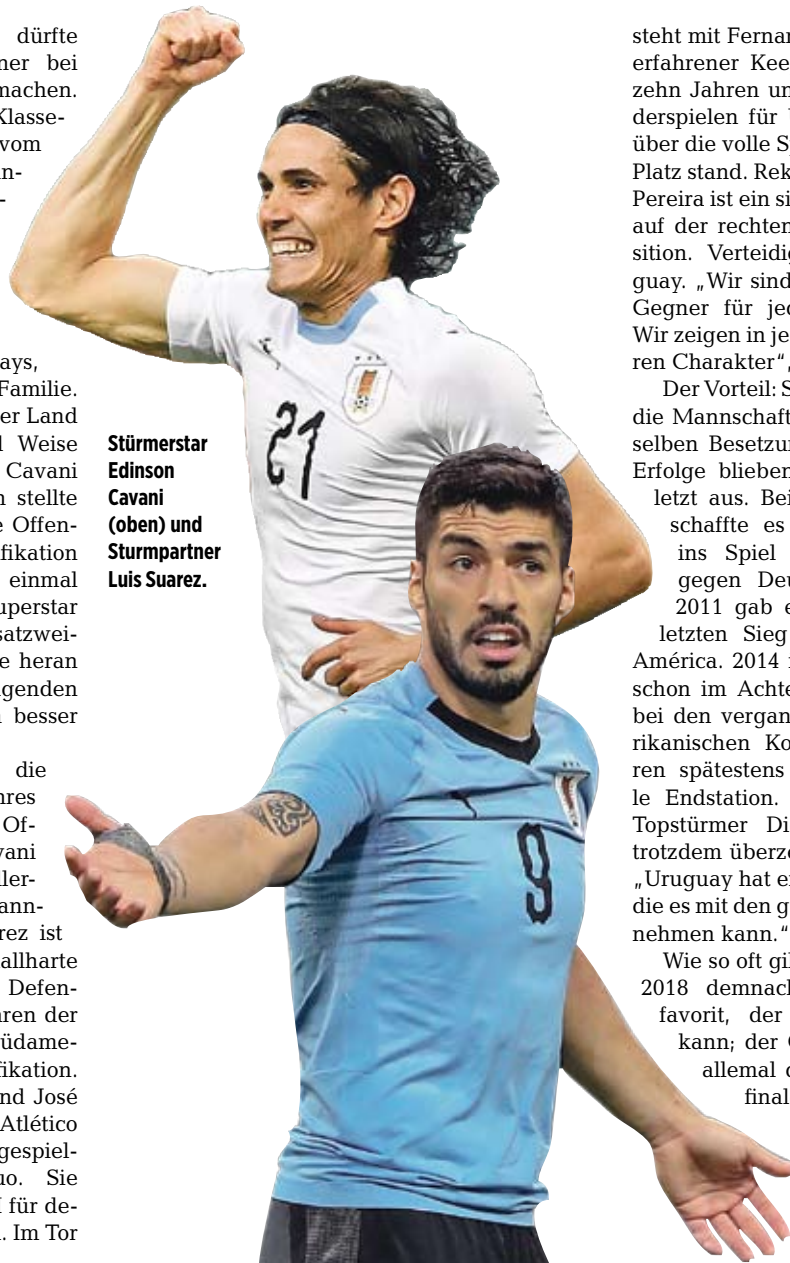 dürfte
ner bei
machen.
Klasse-
vom
n-
-
ays,
Familie.
er Land
l Weise
Cavani
n stellte
e Offen-
fikation
einmal
uperstar
satzwei-
e heran
genden
n besser
die
hres
Of-
vani
ller-
ann-
rez ist
allharte
Defen-
ren der
üdame-
fikation.
nd José
Atlético
gespiel-
uo. Sie
I für de-
. Im Tor
Stürmerstar
Edinson
Cavani
(oben) und
Sturmpartner
Luis Suarez.
21
9
steht mit Fernan
erfahrener Kee
zehn Jahren un
derspielen für U
über die volle Sp
Platz stand. Rek
Pereira ist ein si
auf der rechten
sition. Verteidig
guay. „Wir sind
Gegner für jed
Wir zeigen in je
ren Charakter“,
Der Vorteil: S
die Mannschaft
selben Besetzu
Erfolge blieben
letzt aus. Bei
schaffte es
ins Spiel
gegen Deu
2011 gab e
letzten Sieg
América. 2014
schon im Achte
bei den vergan
rikanischen Ko
ren spätestens
le Endstation.
Topstürmer Di
trotzdem überze
„Uruguay hat ei
die es mit den g
nehmen kann.“
Wie so oft gil
2018 demnach
favorit, der
kann; der G
allemal d
final